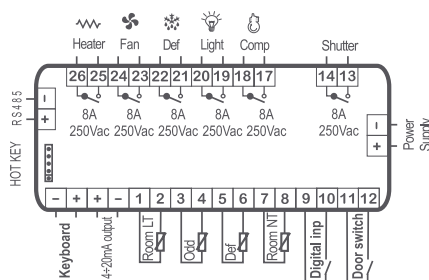 Heater Fan Def Light Comp Shutter
26 25 24 23 22 21 20 19 18 17 14 13
8A 8A 8A 8A 8A 8A
250Vac 250Vac 250Vac 250Vac 250Vac 250Vac
RS485
- +
HOT KEY
- +
Power
Supply
- + + - 1 2 3 4 5 6 7 8 9 10 11 12
Keyboard
4÷20mA output
Room LT
Odd
Def
Room NT
Digital inp
Door switch